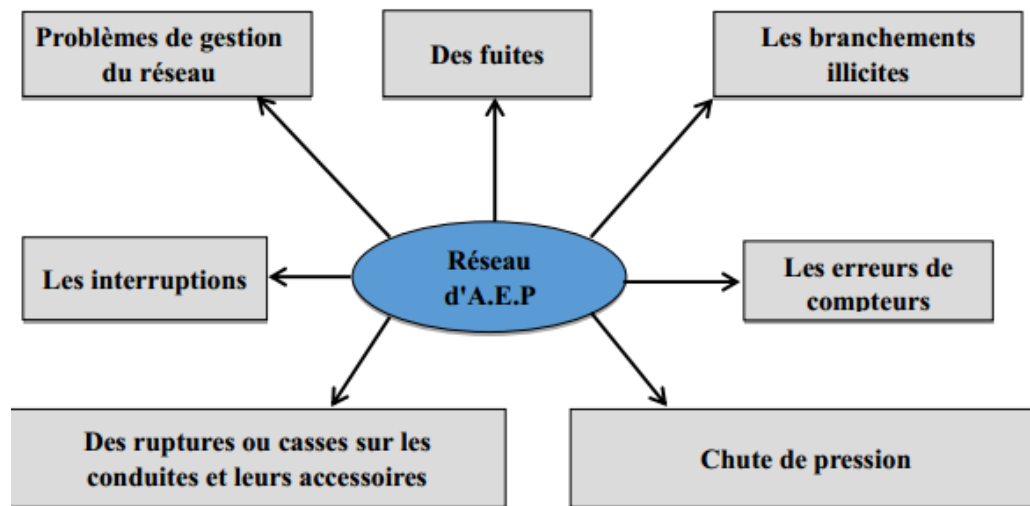 Problèmes de gestion
du réseau
Des fuites
Les branchements
illicites
Les interruptions
Réseau
d'A.E.P
Les erreurs de
compteurs
Des ruptures ou casses sur les
conduites et leurs accessoires
Chute de pression